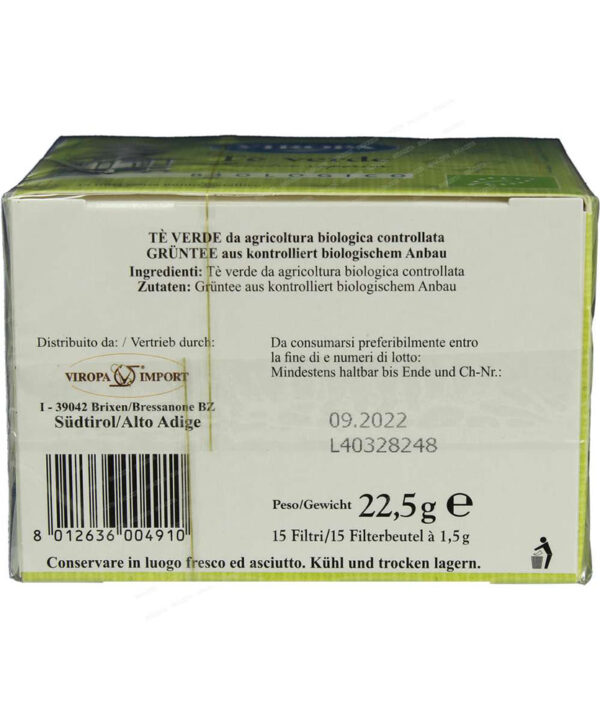 VIROPA
Tè verde
BIOLOGICO
TÈ VERDE da agricoltura biologica controllata
GRÜNTEE aus kontrolliert biologischem Anbau
Ingredienti: Tè verde da agricoltura biologica controllata
Zutaten: Grüntee aus kontrolliert biologischem Anbau
Distribuito da: / Vertrieb durch:
VIROPA IMPORT
I - 39042 Brixen/Bressanone BZ
Südtirol/Alto Adige
Da consumarsi preferibilmente entro
la fine di e numeri di lotto:
Mindestens haltbar bis Ende und Ch-Nr.:
09.2022
L40328248
Peso/Gewicht 22,5g e
15 Filtri/15 Filterbeutel à 1,5g
8 012636 004910
Conservare in luogo fresco ed asciutto. Kühl und trocken lagern.